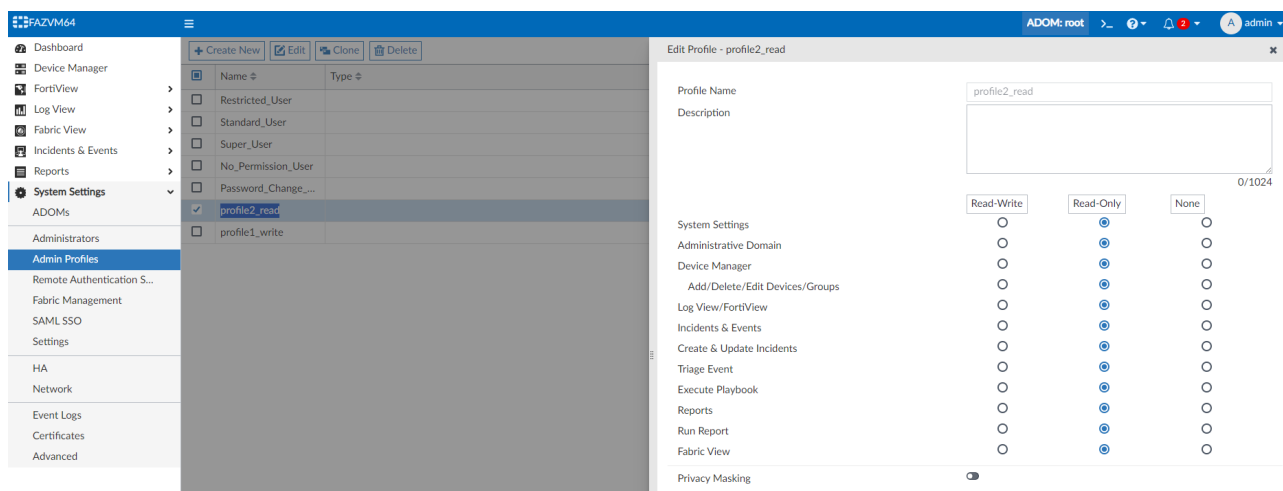 FAZVM64
ADOM: root
>_
?
2
A admin
Dashboard
Device Manager
FortiView
Log View
Fabric View
Incidents & Events
Reports
System Settings
ADOMs
Administrators
Admin Profiles
Remote Authentication S...
Fabric Management
SAML SSO
Settings
HA
Network
Event Logs
Certificates
Advanced
+ Create New Edit Clone Delete
Name Type
Restricted_User
Standard_User
Super_User
No_Permission_User
Password_Change_...
profile2_read
profile1_write
Edit Profile - profile2_read
Profile Name profile2_read
Description
0/1024
Read-Write Read-Only None
System Settings
Administrative Domain
Device Manager
Add/Delete/Edit Devices/Groups
Log View/FortiView
Incidents & Events
Create & Update Incidents
Triage Event
Execute Playbook
Reports
Run Report
Fabric View
Privacy Masking